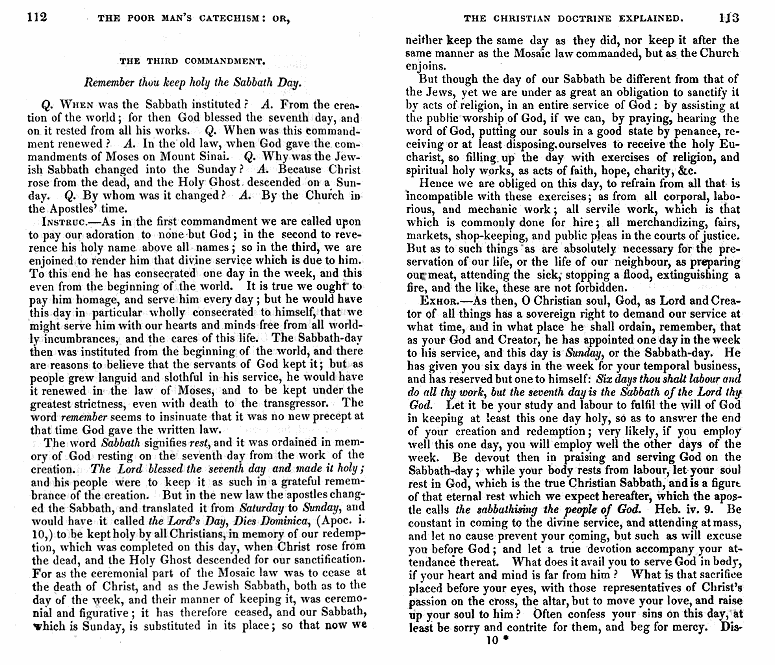 112 THE POOR MAN'S CATECHISM: OR,
THE THIRD COMMANDMENT.
Remember thou keep holy the Sabbath Day.
Q. WHEN was the Sabbath instituted? A. From the crea-
tion of the world; for then God blessed the seventh day, and
on it rested from all his works. Q. When was this command-
ment renewed? A. In the old law, when God gave the com-
mandments of Moses on Mount Sinai. Q. Why was the Jew-
ish Sabbath changed into the Sunday? A. Because Christ
rose from the dead, and the Holy Ghost descended on a Sun-
day. Q. By whom was it changed? A. By the Church in
the Apostles' time.
INSTRUC.—As in the first commandment we are called upon
to pay our adoration to none but God; in the second to reve-
rence his holy name above all names; so in the third, we are
enjoined to render him that divine service which is due to him.
To this end he has consecrated one day in the week, and this
even from the beginning of the world. It is true we ought to
pay him homage, and serve him every day; but he would have
this day in particular wholly consecrated to himself, that we
might serve him with our hearts and minds free from all world-
ly incumbrances, and the cares of this life. The Sabbath-day
then was instituted from the beginning of the world, and there
are reasons to believe that the servants of God kept it; but as
people grew languid and slothful in his service, he would have
it renewed in the law of Moses, and to be kept under the
greatest strictness, even with death to the transgressor. The
word remember seems to insinuate that it was no new precept at
that time God gave the written law.
The word Sabbath signifies rest, and it was ordained in mem-
ory of God resting on the seventh day from the work of the
creation. The Lord blessed the seventh day and made it holy;
and his people were to keep it as such in a grateful remem-
brance of the creation. But in the new law the apostles chang-
ed the Sabbath, and translated it from Saturday to Sunday, and
would have it called the Lord's Day, Dies Dominica, (Apoc. i.
10,) to be kept holy by all Christians, in memory of our redemp-
tion, which was completed on this day, when Christ rose from
the dead, and the Holy Ghost descended for our sanctification.
For as the ceremonial part of the Mosaic law was to cease at
the death of Christ, and as the Jewish Sabbath, both as to the
day of the week, and their manner of keeping it, was ceremo-
nial and figurative; it has therefore ceased, and our Sabbath,
which is Sunday, is substituted in its place; so that now we
THE CHRISTIAN DOCTRINE EXPLAINED. 113
neither keep the same day as they did, nor keep it after the
same manner as the Mosaic law commanded, but as the Church
enjoins.
But though the day of our Sabbath be different from that of
the Jews, yet we are under as great an obligation to sanctify it
by acts of religion, in an entire service of God: by assisting at
the public worship of God, if we can, by praying, hearing the
word of God, putting our souls in a good state by penance, re-
ceiving or at least disposing ourselves to receive the holy Eu-
charist, so filling up the day with exercises of religion, and
spiritual holy works, as acts of faith, hope, charity, &c.
Hence we are obliged on this day, to refrain from all that is
incompatible with these exercises; as from all corporal, labo-
rious, and mechanic work; all servile work, which is that
which is commonly done for hire; all merchandizing, fairs,
markets, shop-keeping, and public pleas in the courts of justice.
But as to such things as are absolutely necessary for the pre-
servation of our life, or the life of our neighbour, as preparing
our meat, attending the sick, stopping a flood, extinguishing a
fire, and the like, these are not forbidden.
EXHOR.—As then, O Christian soul, God, as Lord and Crea-
tor of all things has a sovereign right to demand our service at
what time, and in what place he shall ordain, remember, that
as your God and Creator, he has appointed one day in the week
to his service, and this day is Sunday, or the Sabbath-day. He
has given you six days in the week for your temporal business,
and has reserved but one to himself: Six days thou shalt labour and
do all thy work, but the seventh day is the Sabbath of the Lord thy
God. Let it be your study and labour to fulfil the will of God
in keeping at least this one day holy, so as to answer the end
of your creation and redemption; very likely, if you employ
well this one day, you will employ well the other days of the
week. Be devout then in praising and serving God on the
Sabbath-day; while your body rests from labour, let your soul
rest in God, which is the true Christian Sabbath, and is a figure
of that eternal rest which we expect hereafter, which the apos-
tle calls the sabbathising the people of God. Heb. iv. 9. Be
constant in coming to the divine service, and attending at mass,
and let no cause prevent your coming, but such as will excuse
you before God; and let a true devotion accompany your at-
tendance thereat. What does it avail you to serve God in body,
if your heart and mind is far from him? What is that sacrifice
placed before your eyes, with those representatives of Christ's
passion on the cross, the altar, but to move your love, and raise
up your soul to him? Often confess your sins on this day, at
least be sorry and contrite for them, and beg for mercy. Dis-
10 *